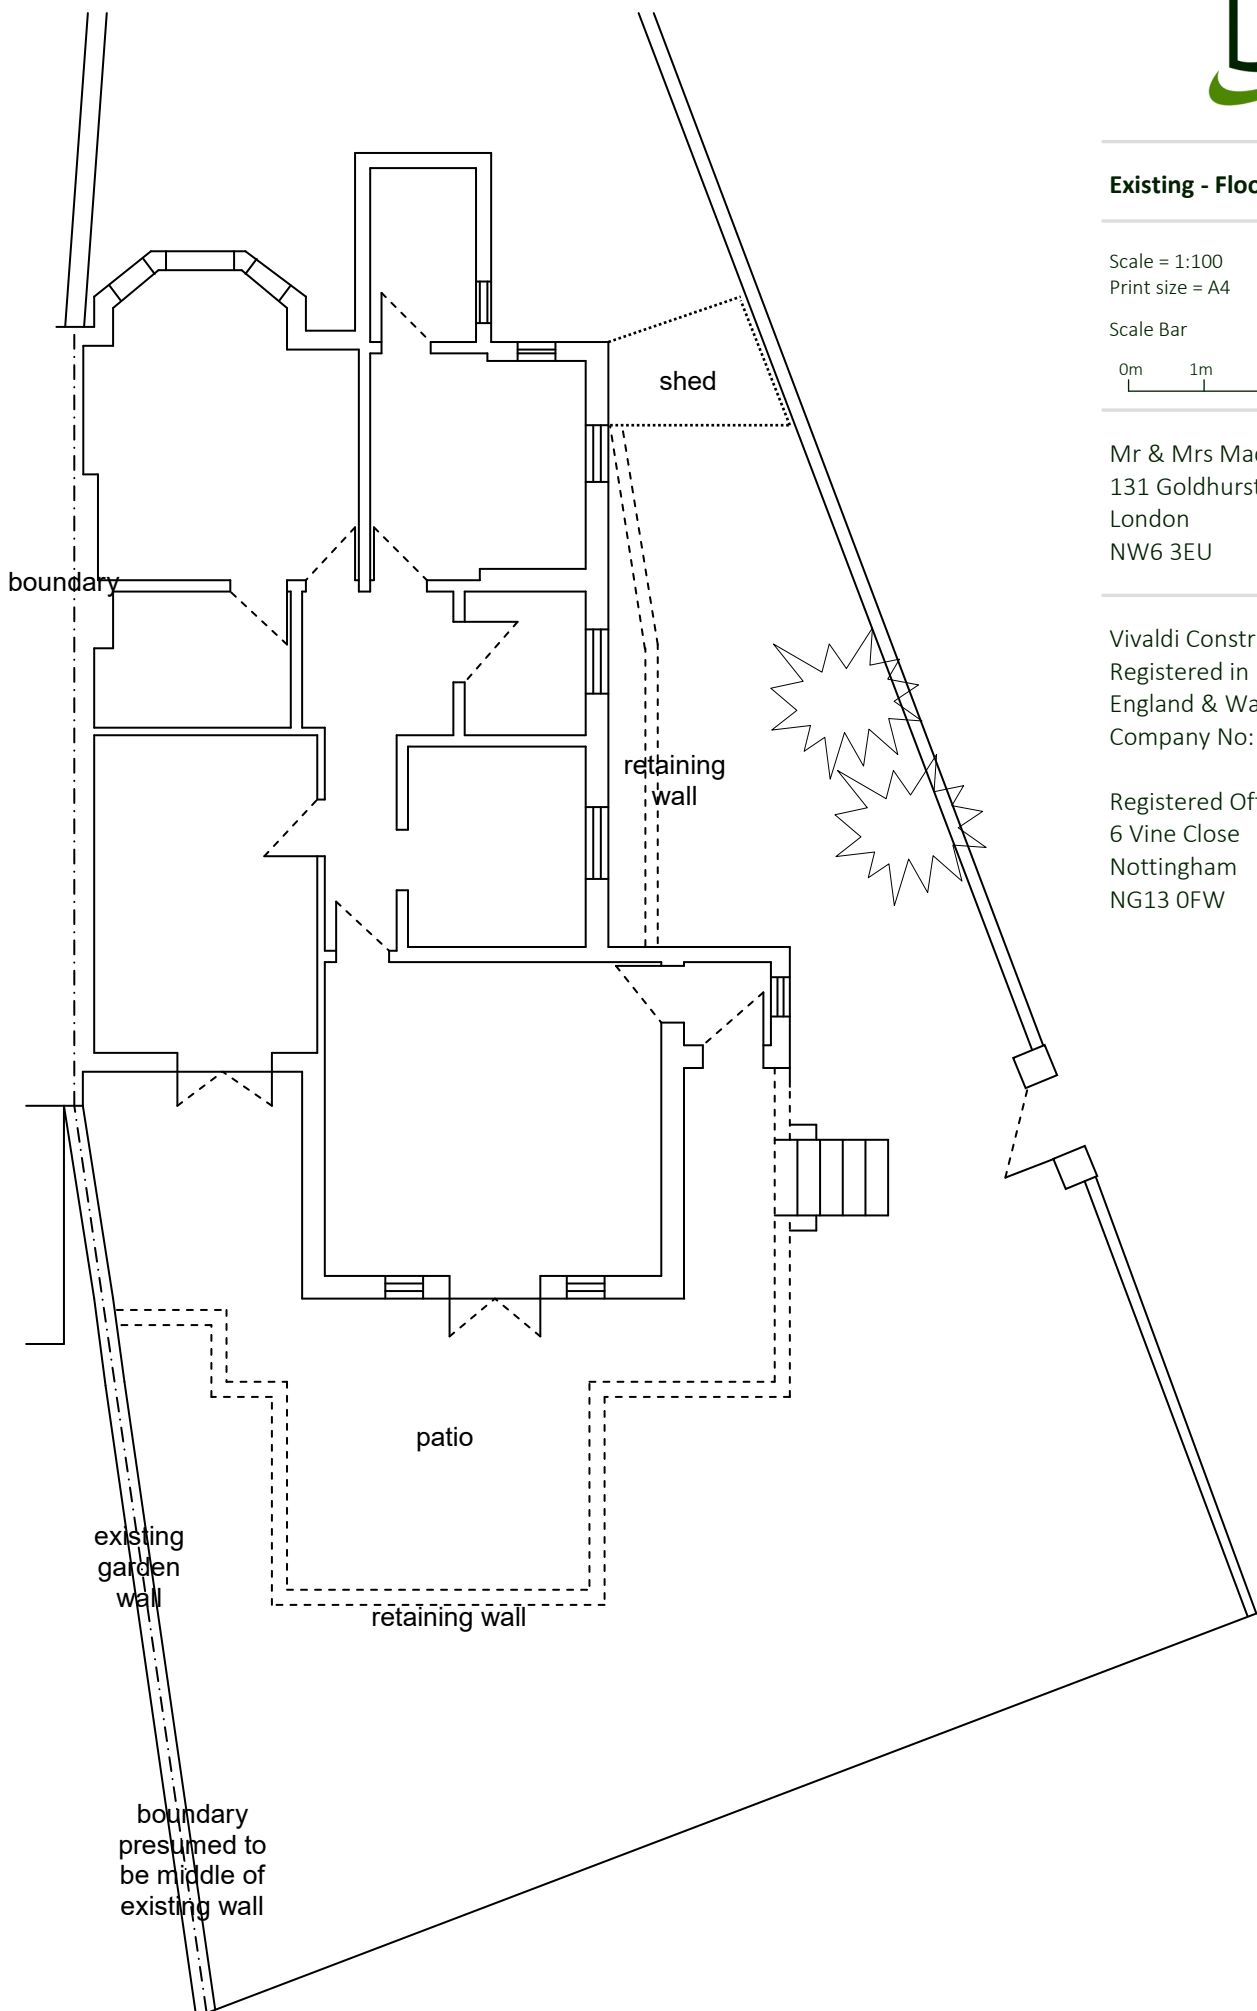 Existing - Floo
Scale = 1:100
Print size = A4
Scale Bar
0m 1m
Mr & Mrs Mac
131 Goldhurst
London
NW6 3EU
Vivaldi Constr
Registered in
England & Wa
Company No:
Registered Off
6 Vine Close
Nottingham
NG13 0FW
shed
boundary
retaining
wall
patio
existing
garden
wall
retaining wall
boundary
presumed to
be middle of
existing wall